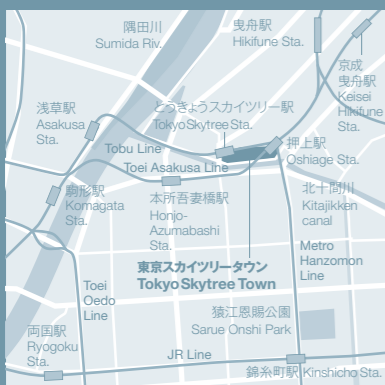 隅田川
Sumida Riv.
曳舟駅
Hikifune Sta.
京成
曳舟駅
Keisei
Hikifune
Sta.
浅草駅
Asakusa
Sta.
とうきょうスカイツリー駅
Tokyo Skytree Sta.
押上駅
Oshiage Sta.
Tobu Line
Toei Asakusa Line
駒形駅
Komagata
Sta.
本所吾妻橋駅
Honjo-
Azumabashi
Sta.
北十間川
Kitajikken
canal
東京スカイツリータウン
Tokyo Skytree Town
Metro
Hanzomon
Line
Toei
Oedo
Line
猿江恩賜公園
Sarue Onshi Park
両国駅
Ryogoku
Sta.
JR Line
錦糸町駅 Kinshicho Sta.